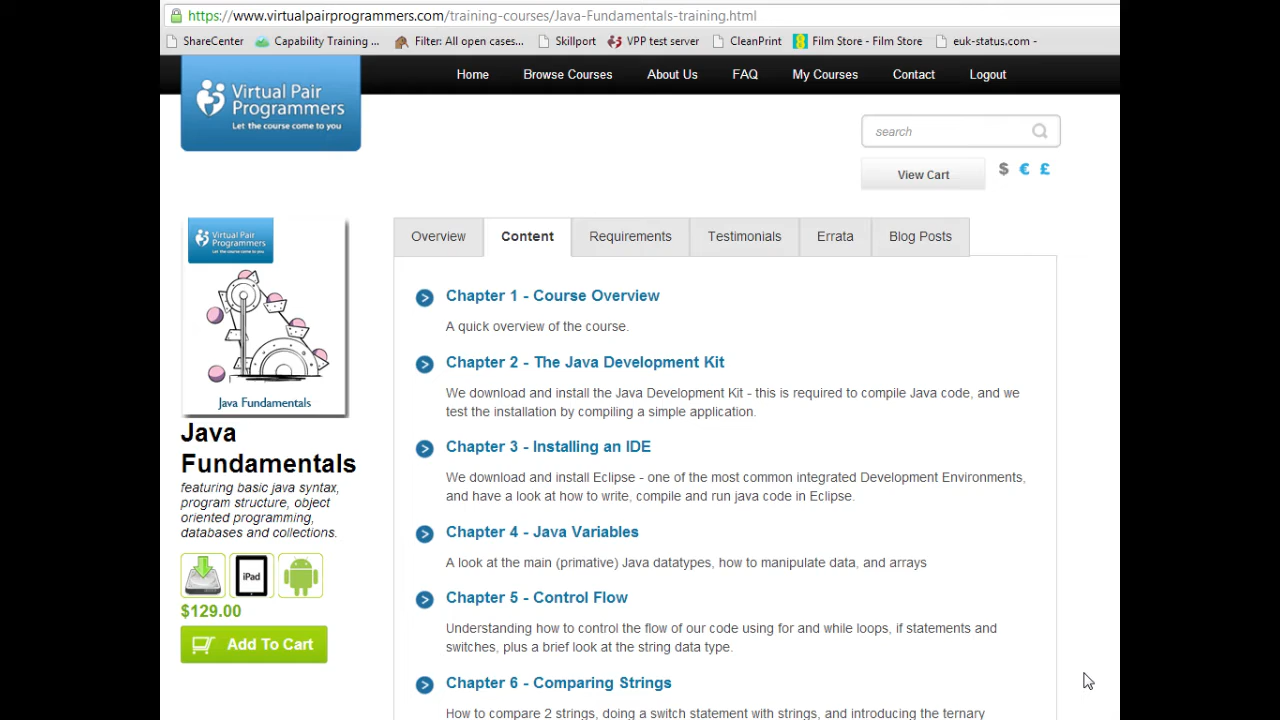 https://www.virtualpairprogrammers.com/training-courses/Java-Fundamentals-training.html
ShareCenter Capability Training ... Filter: All open cases... Skillport VPP test server CleanPrint Film Store - Film Store euk-status.com -
Home Browse Courses About Us FAQ My Courses Contact Logout
Virtual Pair
Programmers
Let the course come to you
search
View Cart $ € £
Overview Content Requirements Testimonials Errata Blog Posts
Virtual Pair
Programmers
Let the course come to you
Java Fundamentals
Java
Fundamentals
featuring basic java syntax,
program structure, object
oriented programming,
databases and collections.
iPad
$129.00
Add To Cart
Chapter 1 - Course Overview
A quick overview of the course.
Chapter 2 - The Java Development Kit
We download and install the Java Development Kit - this is required to compile Java code, and we
test the installation by compiling a simple application.
Chapter 3 - Installing an IDE
We download and install Eclipse - one of the most common integrated Development Environments,
and have a look at how to write, compile and run java code in Eclipse.
Chapter 4 - Java Variables
A look at the main (primative) Java datatypes, how to manipulate data, and arrays
Chapter 5 - Control Flow
Understanding how to control the flow of our code using for and while loops, if statements and
switches, plus a brief look at the string data type.
Chapter 6 - Comparing Strings
How to compare 2 strings, doing a switch statement with strings, and introducing the ternary